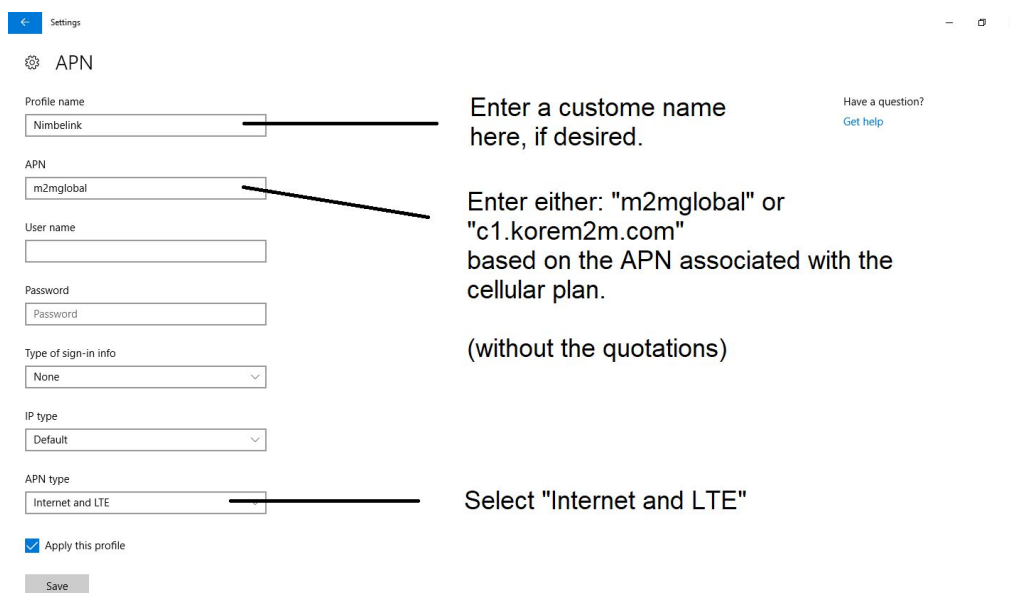 Settings
APN
Profile name
Nimbelink
Enter a custome name
here, if desired.
Have a question?
Get help
APN
m2mglobal
Enter either: "m2mglobal" or
"c1.korem2m.com"
based on the APN associated with the
cellular plan.
(without the quotations)
User name
Password
Password
Type of sign-in info
None
IP type
Default
APN type
Internet and LTE
Select "Internet and LTE"
Apply this profile
Save